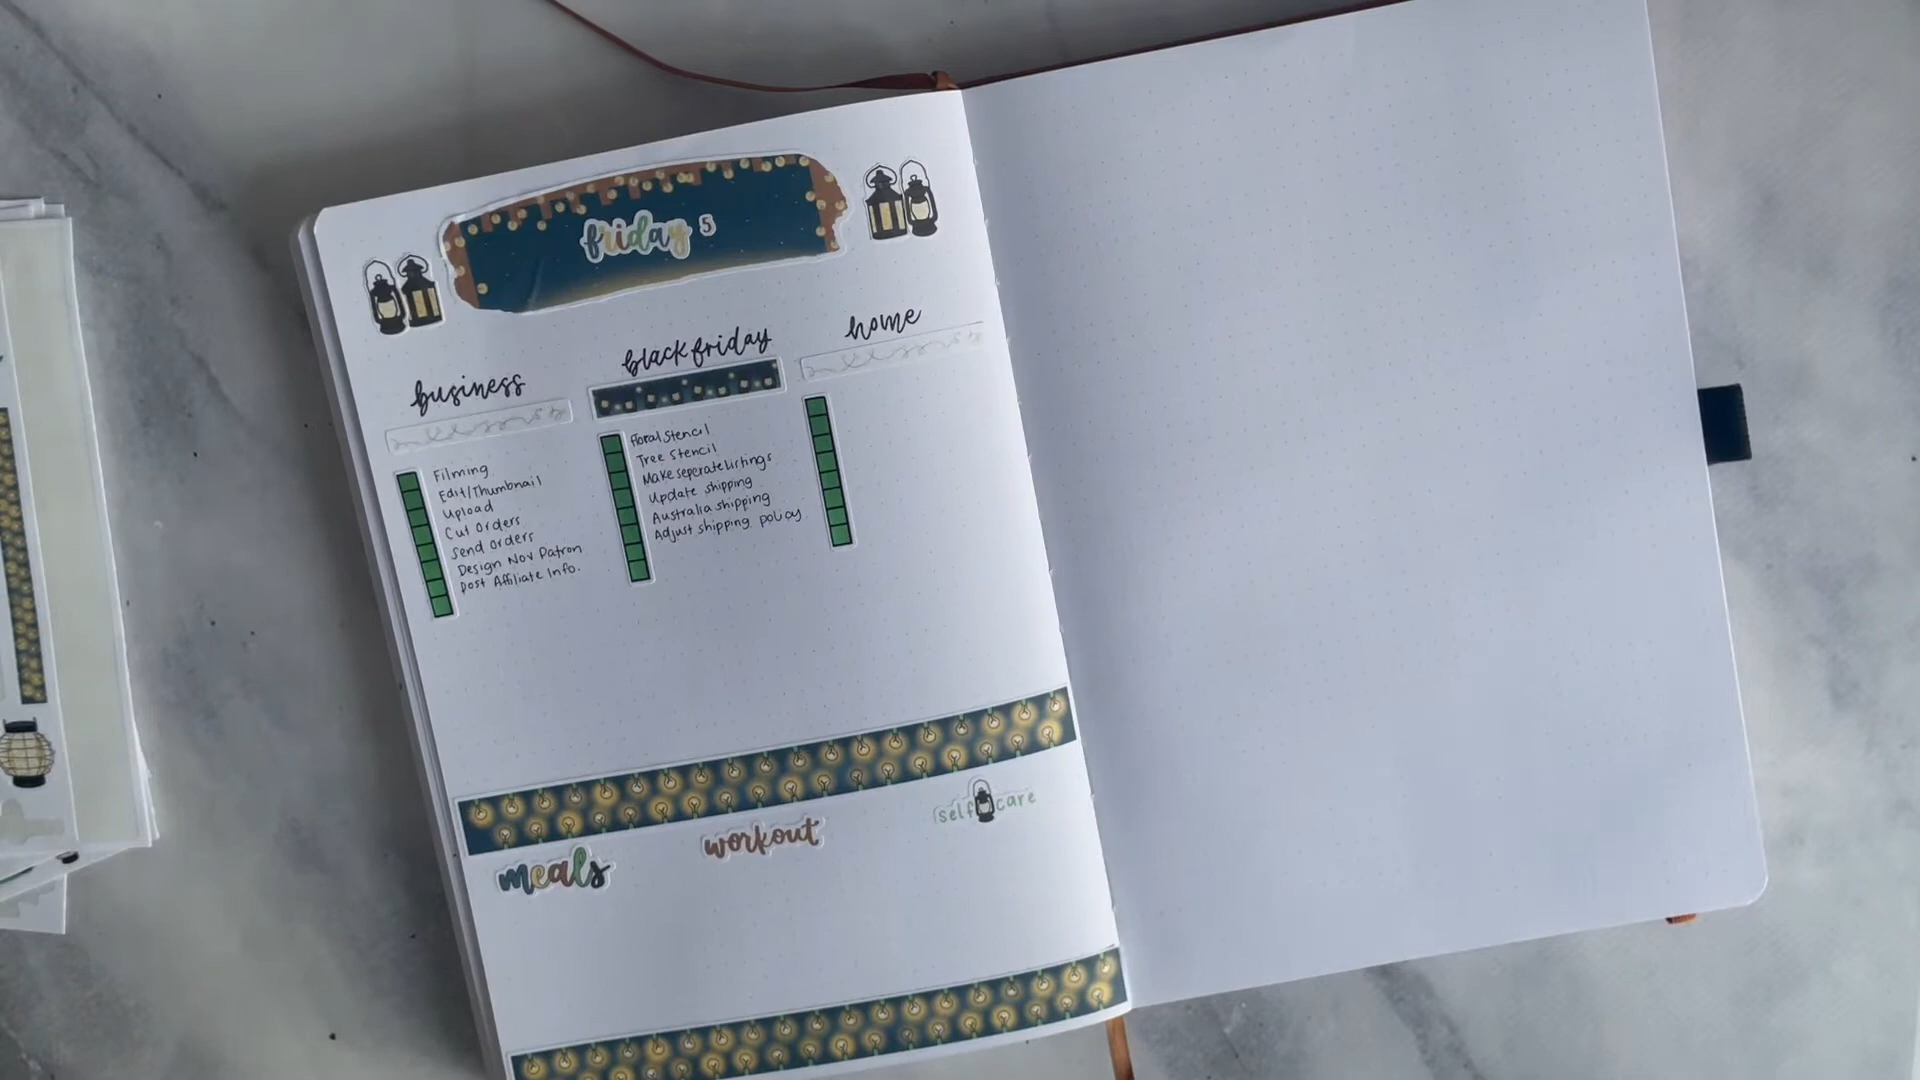 friday 5
business
Filming
Edit/Thumbnail
Upload
Cut Orders
Send Orders
Design Nov Patron
Post Affiliate Info.
black friday
Floral Stencil
Tree Stencil
Make seperate listings
Update shipping
Australia shipping
Adjust shipping policy
home
meals
workout
self care